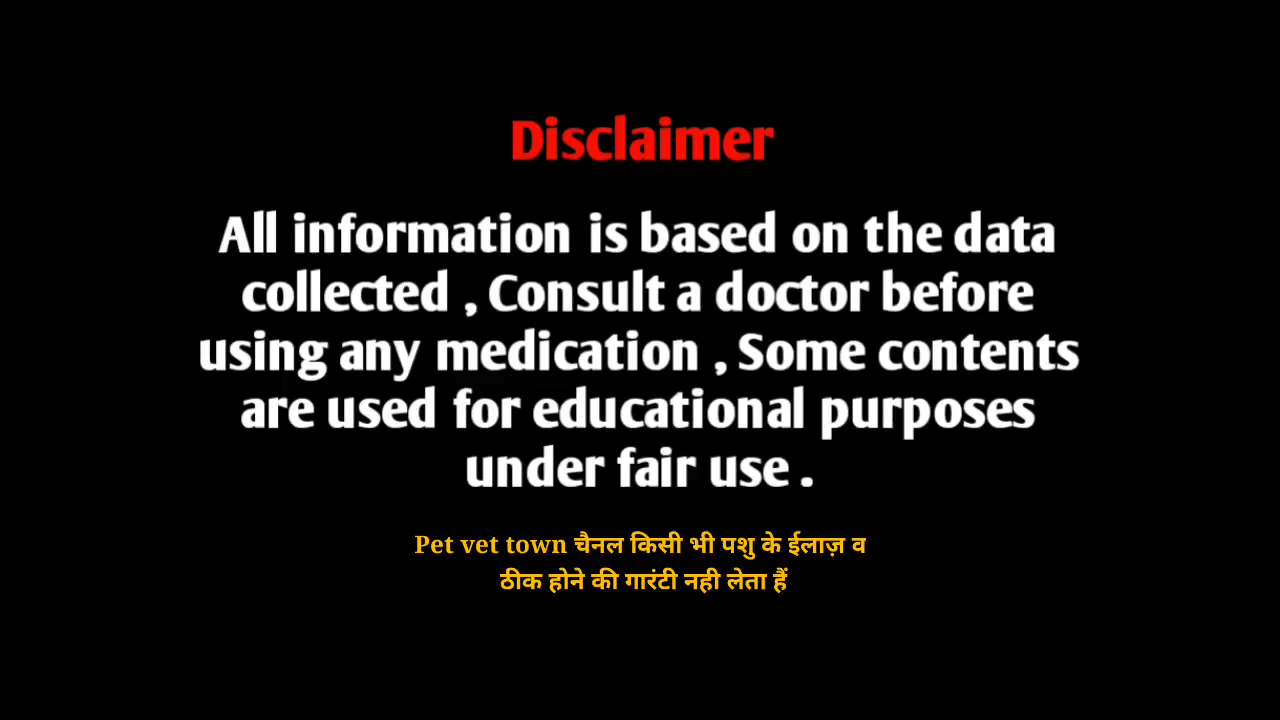 Disclaimer
All information is based on the data
collected , Consult a doctor before
using any medication , Some contents
are used for educational purposes
under fair use .
Pet vet town चैनल किसी भी पशु के ईलाज़ व
ठीक होने की गारंटी नही लेता हैं